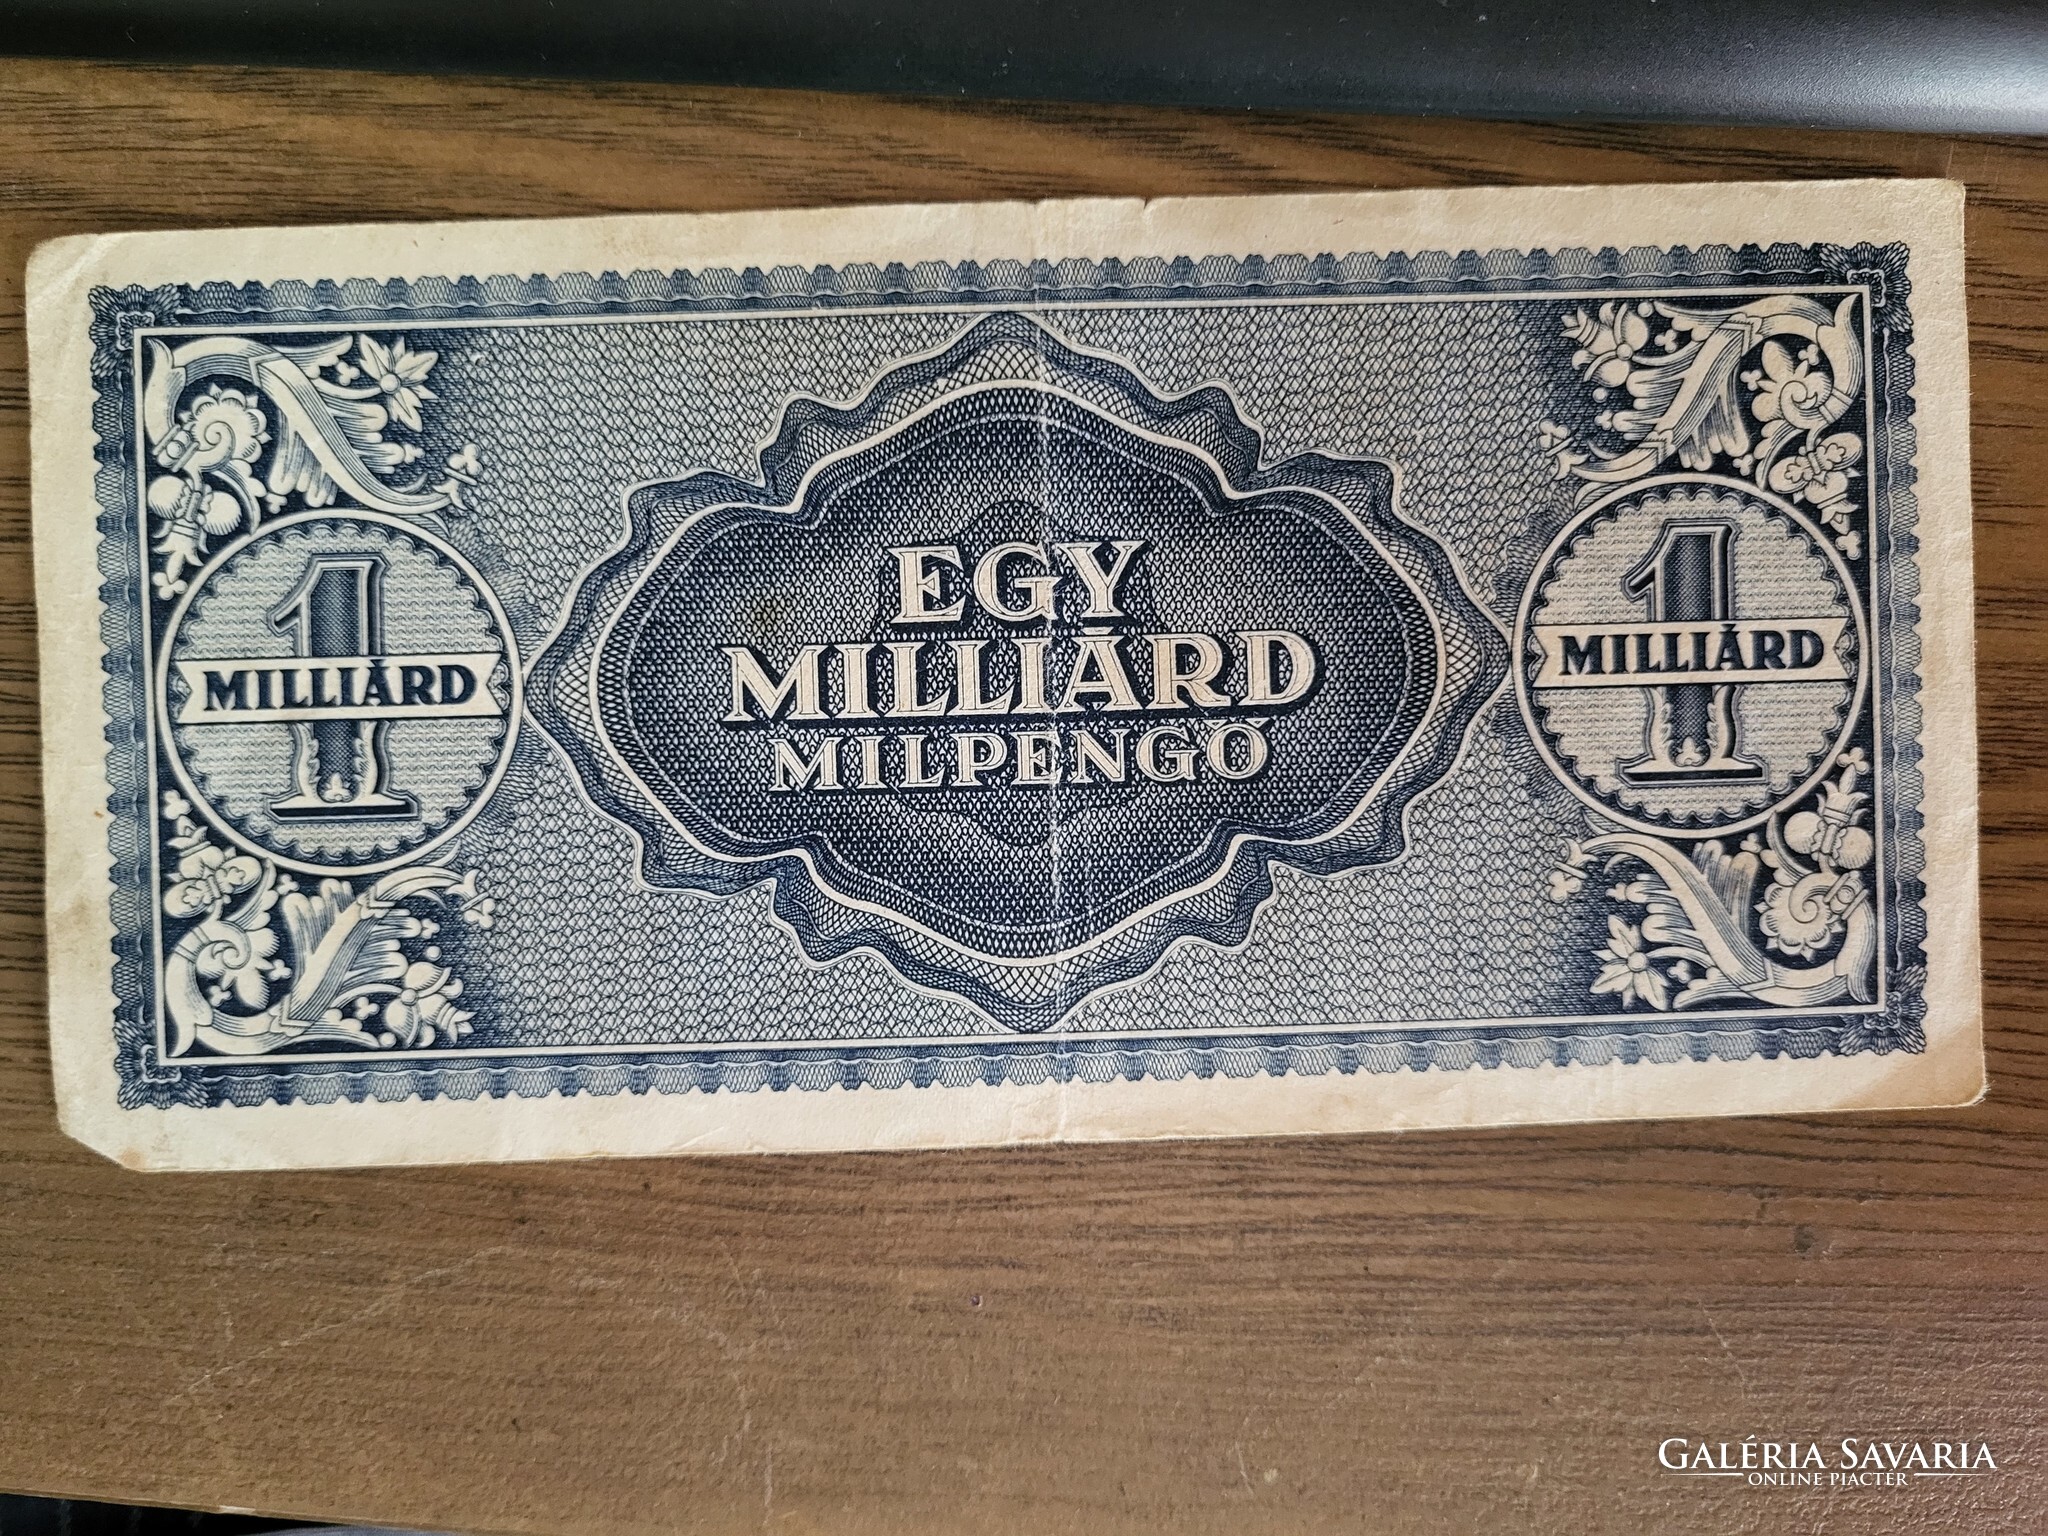 EGY
MILLIÁRD
MILPENGŐ
1
MILLIÁRD
1
MILLIÁRD
GALÉRIA SAVARIA
ONLINE PIACTÉR